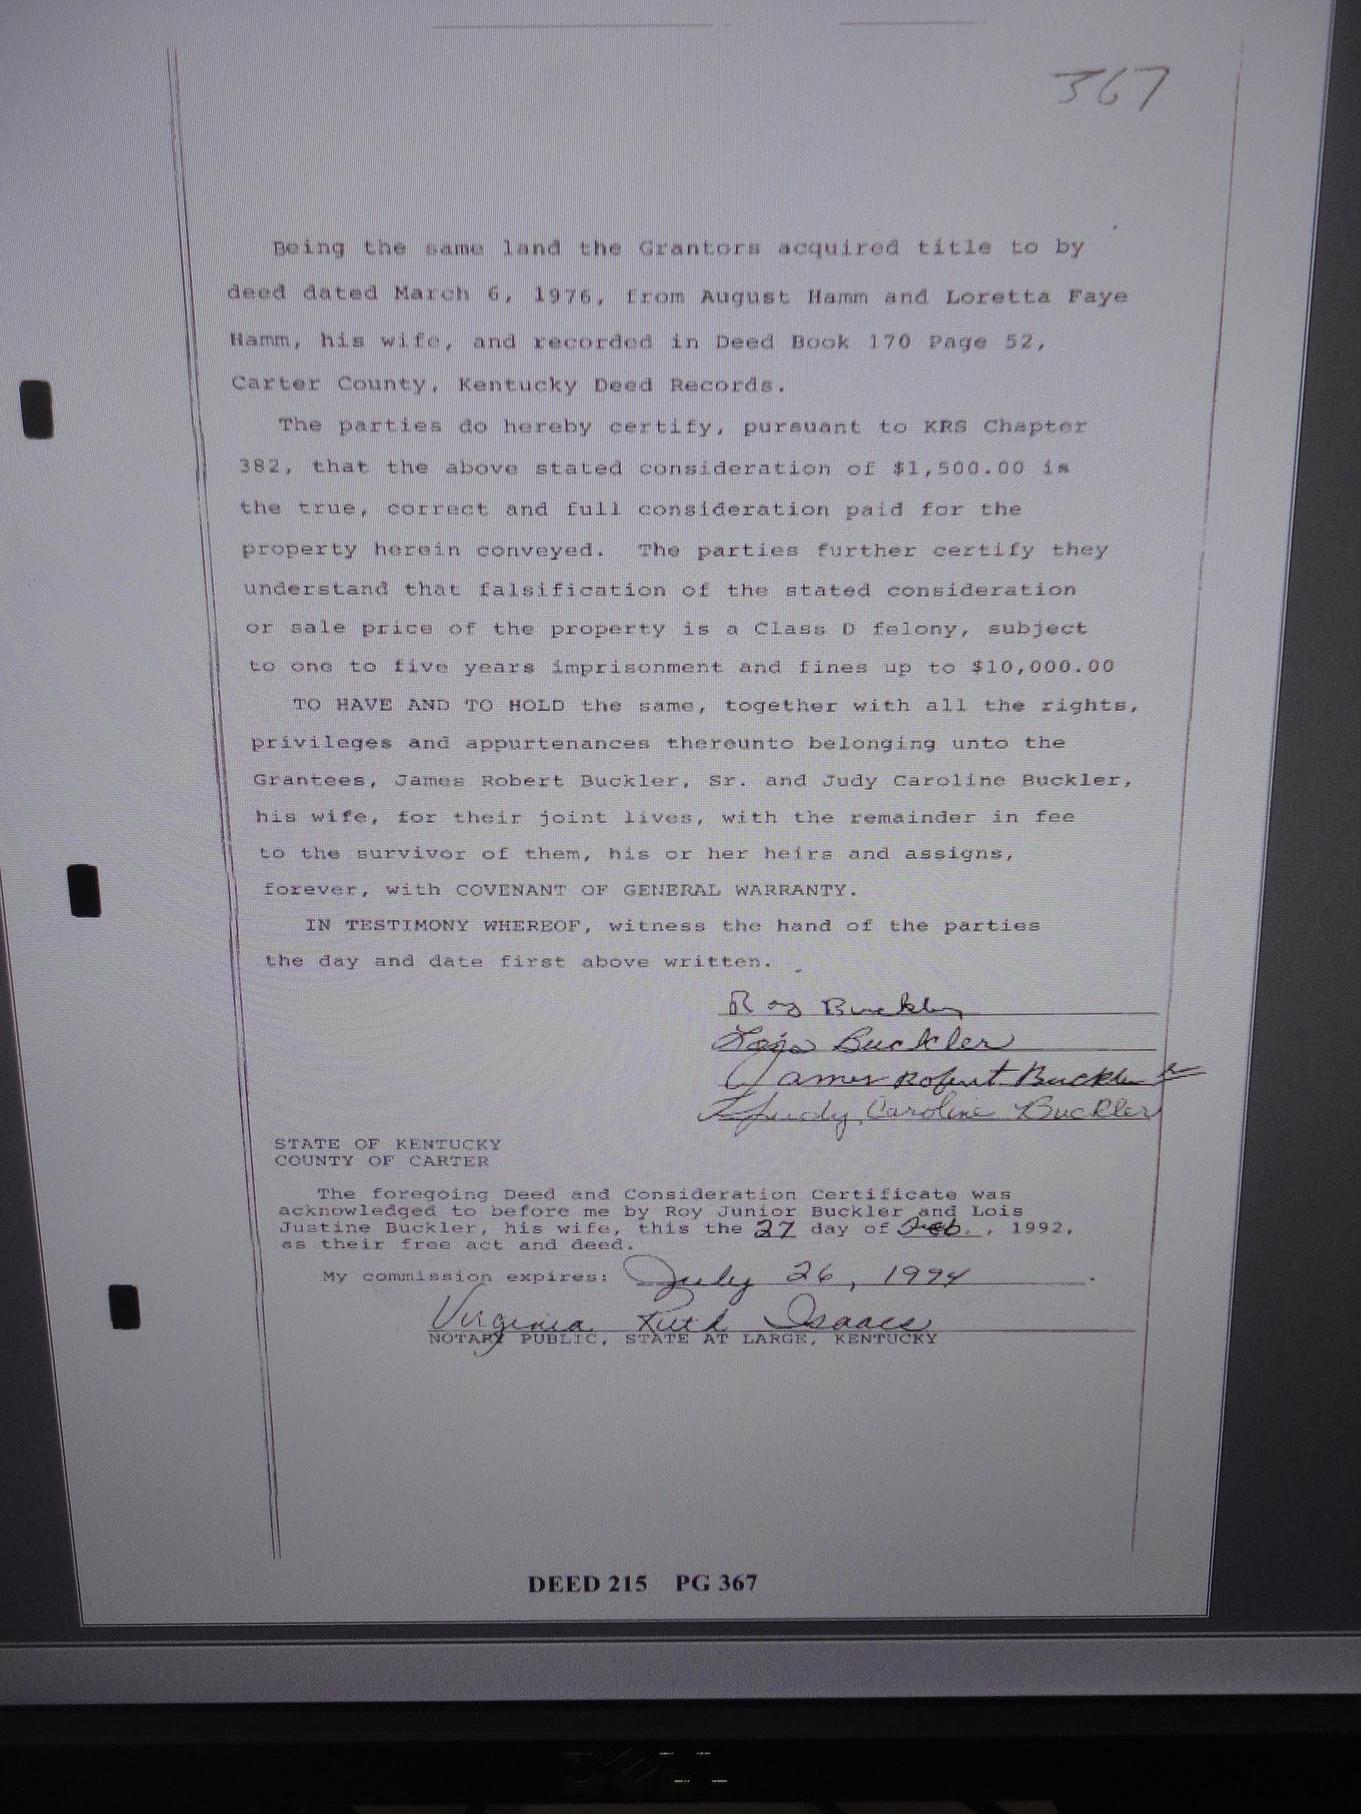 367
Being the same land the Grantors acquired title to by
deed dated March 6, 1976, from August Hamm and Loretta Faye
Hamm, his wife, and recorded in Deed Book 170 Page 52,
Carter County, Kentucky Deed Records.
The parties do hereby certify, pursuant to KRS Chapter
382, that the above stated consideration of $1,500.00 is
the true, correct and full consideration paid for the
property herein conveyed. The parties further certify they
understand that falsification of the stated consideration
or sale price of the property is a Class D felony, subject
to one to five years imprisonment and fines up to $10,000.00
TO HAVE AND TO HOLD the same, together with all the rights,
privileges and appurtenances thereunto belonging unto the
Grantees, James Robert Buckler, Sr. and Judy Caroline Buckler,
his wife, for their joint lives, with the remainder in fee
to the survivor of them, his or her heirs and assigns,
forever, with COVENANT OF GENERAL WARRANTY.
IN TESTIMONY WHEREOF, witness the hand of the parties
the day and date first above written.
Roy Buckler
Lois Buckler
James Robert Buckler Sr
Judy Caroline Buckler
STATE OF KENTUCKY
COUNTY OF CARTER
The foregoing Deed and Consideration Certificate was
acknowledged to before me by Roy Junior Buckler and Lois
Justine Buckler, his wife, this the 27 day of Feb. , 1992,
as their free act and deed.
My commission expires: July 26, 1994 .
Virginia Ruth Isaacs
NOTARY PUBLIC, STATE AT LARGE, KENTUCKY
DEED 215 PG 367